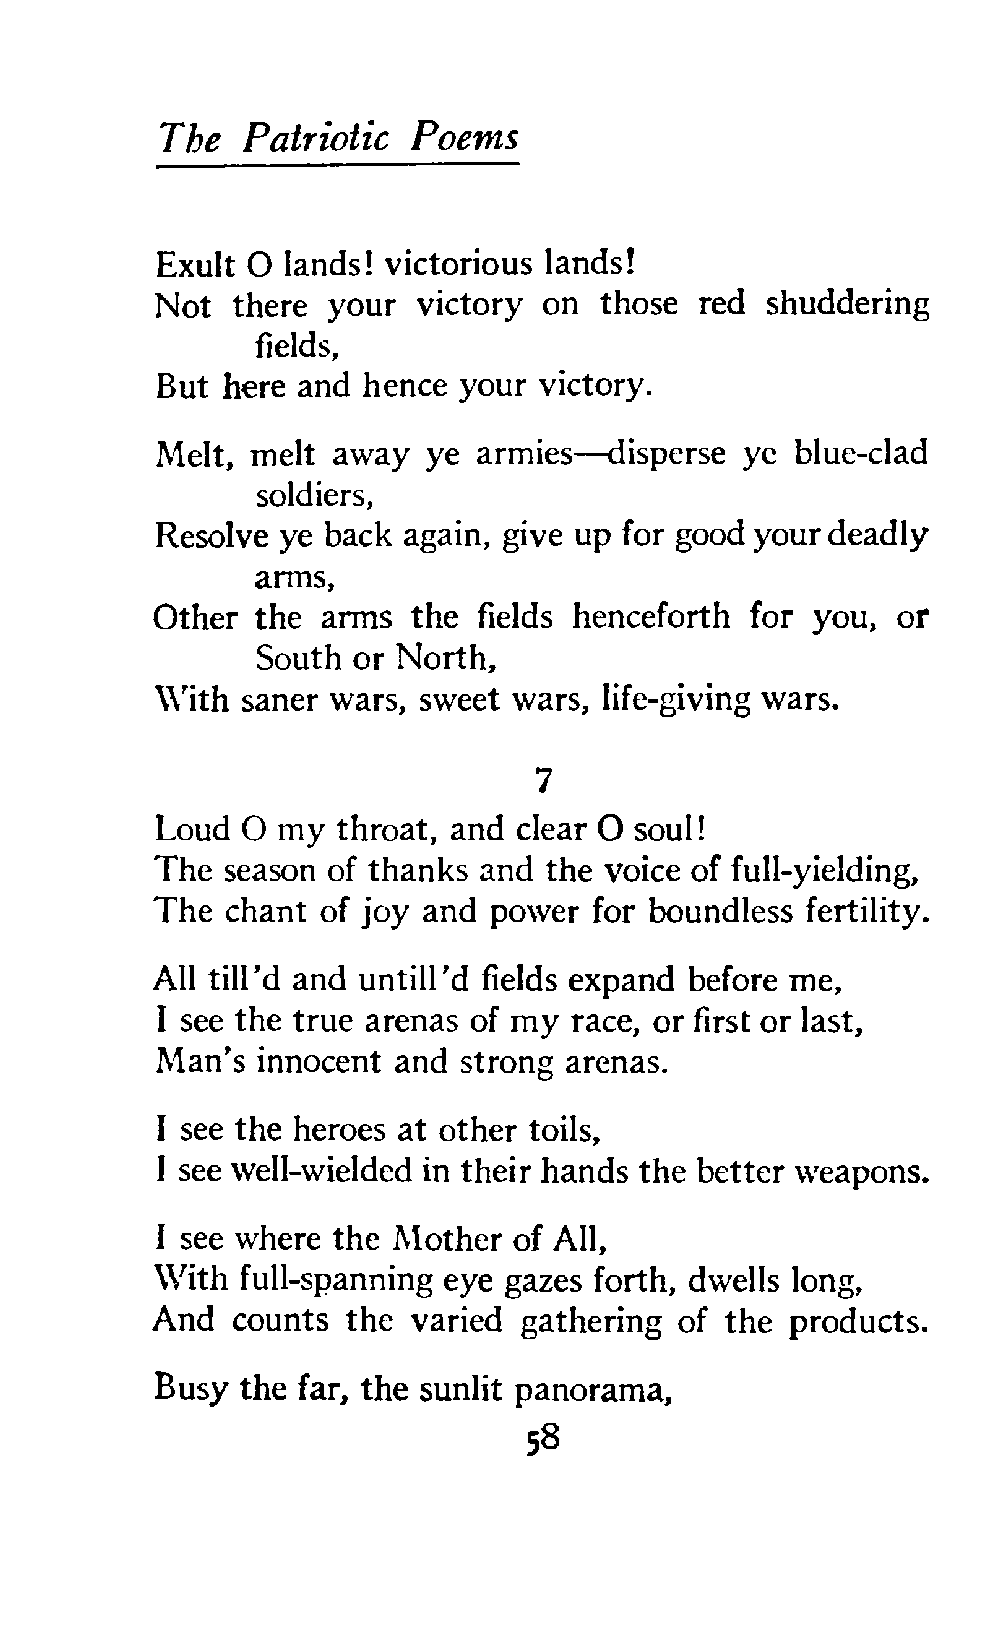 The Patriotic Poems
Exult O lands! victorious lands!
Not there your victory on those red shuddering
fields,
But here and hence your victory.
Melt, melt away ye armies—disperse ye blue-clad
soldiers,
Resolve ye back again, give up for good your deadly
arms,
Other the arms the fields henceforth for you, or
South or North,
With saner wars, sweet wars, life-giving wars.
7
Loud O my throat, and clear O soul!
The season of thanks and the voice of full-yielding,
The chant of joy and power for boundless fertility.
All till'd and untill'd fields expand before me,
I see the true arenas of my race, or first or last,
Man's innocent and strong arenas.
I see the heroes at other toils,
I see well-wielded in their hands the better weapons.
I see where the Mother of All,
With full-spanning eye gazes forth, dwells long,
And counts the varied gathering of the products.
Busy the far, the sunlit panorama,
58